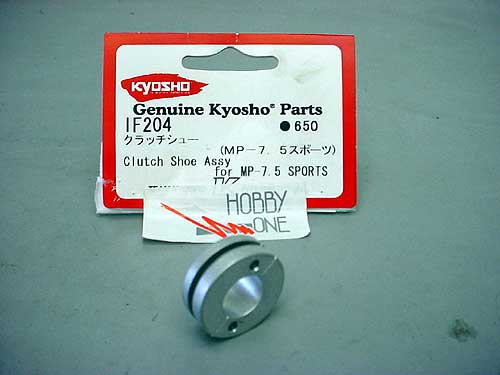 KYOSHO
Genuine Kyosho® Parts
IF204 ●650
クラッチシュー (MP-7.5スポーツ)
Clutch Shoe Assy
for MP-7.5 SPORTS
HOBBY
ONE